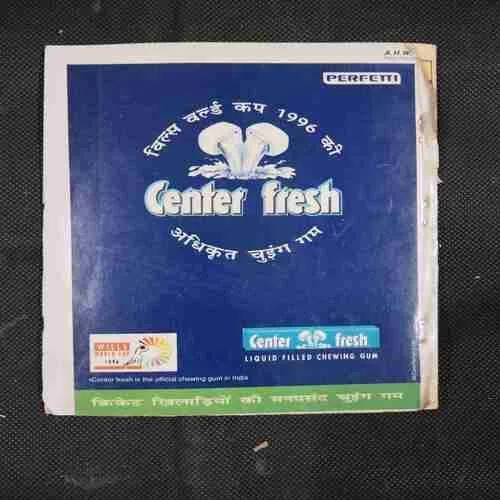 A.H.W.
PERFETTI
विल्स वर्ल्ड कप 1996 की
Center fresh
अधिकृत चुइंग गम
WILLS
WORLD CUP
1996
Center fresh
LIQUID FILLED CHEWING GUM
•Center fresh is the official chewing gum in India
क्रिकेट खिलाड़ियों की मनपसंद चुइंग गम